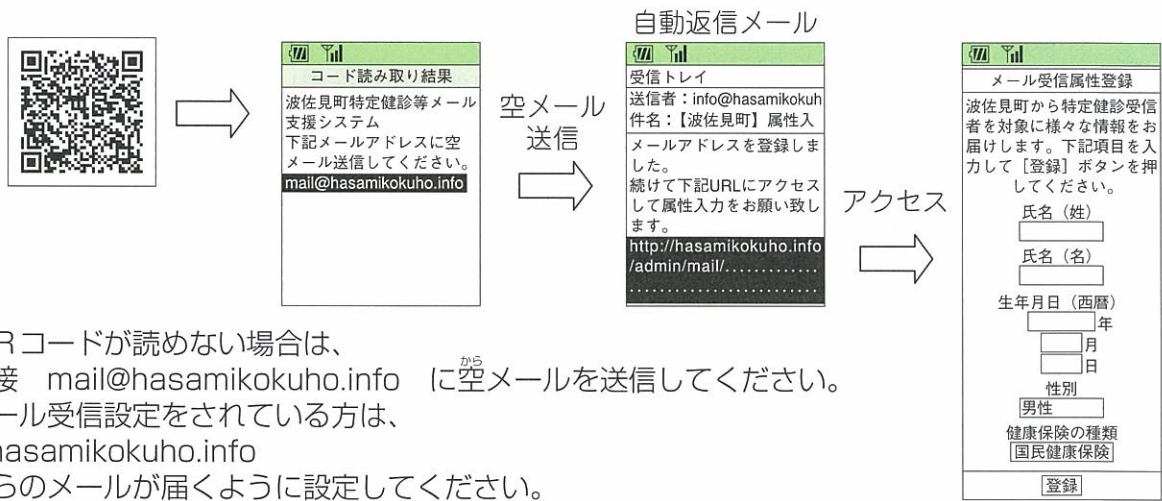 自動返信メール
コード読み取り結果
波佐見町特定健診等メール
支援システム
下記メールアドレスに空
メール送信してください。
mail@hasamikokuho.info
空メール
送信
受信トレイ
送信者：info@hasamikokuh
件名：【波佐見町】属性入
メールアドレスを登録しま
した。
続けて下記URLにアクセス
して属性入力をお願い致し
ます。
http://hasamikokuho.info
/admin/mail/.............
..........................
アクセス
メール受信属性登録
波佐見町から特定健診受信
者を対象に様々な情報をお
届けします。下記項目を入
力して［登録］ボタンを押
してください。
氏名（姓）
氏名（名）
生年月日（西暦）
年
月
日
性別
男性
健康保険の種類
国民健康保険
登録
Rコードが読めない場合は、
接　mail@hasamikokuho.info　に空メールを送信してください。
から
ール受信設定をされている方は、
hasamikokuho.info
らのメールが届くように設定してください。